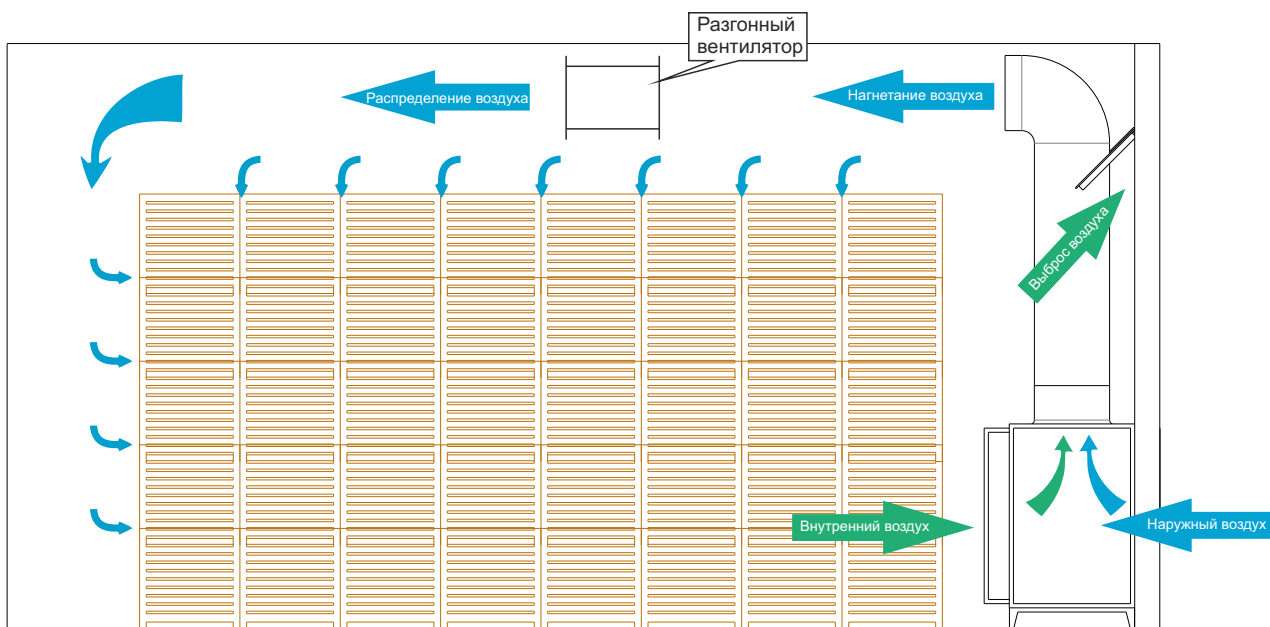 Разгонный
вентилятор
Распределение воздуха
Нагнетание воздуха
Выброс воздуха
Внутренний воздух
Наружный воздух